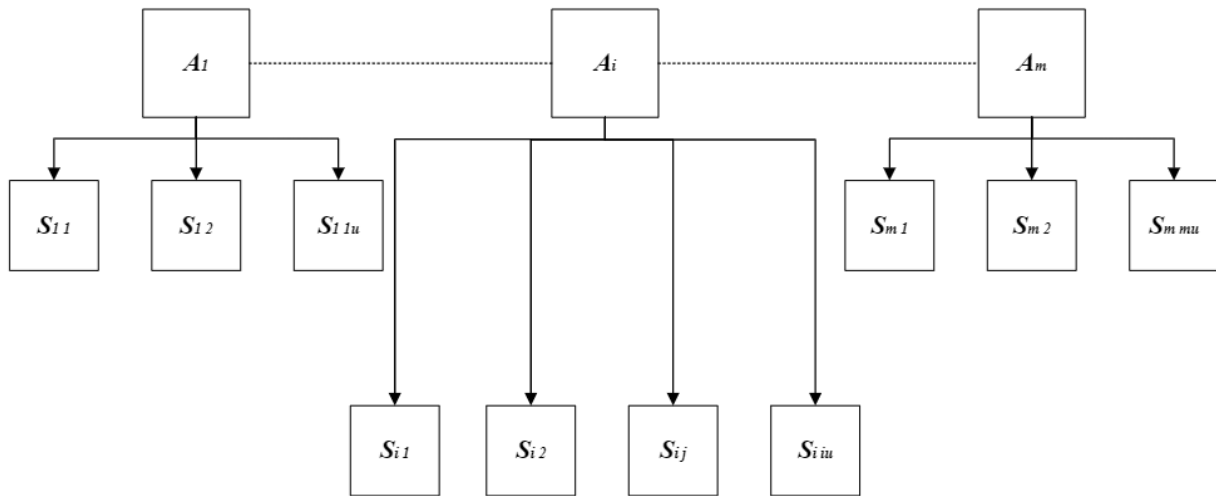 A1 Ai Am
S1 1 S1 2 S1 1u Sm 1 Sm 2 Sm mu
Si 1 Si 2 Si j Si iu